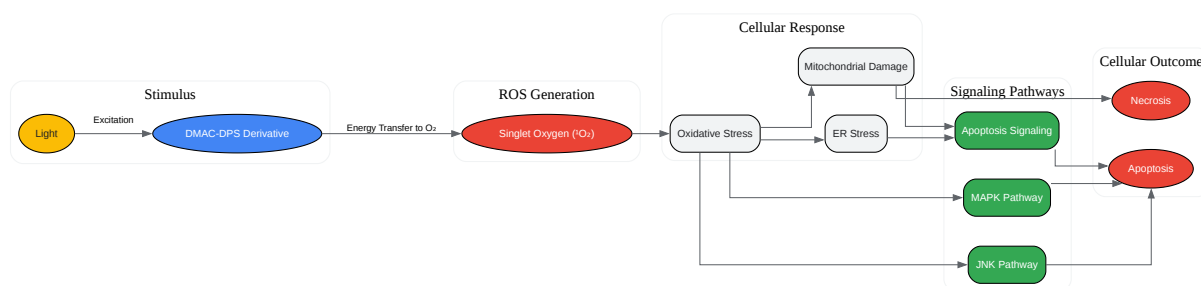 Stimulus
Light
Excitation
DMAC-DPS Derivative
Energy Transfer to O₂
ROS Generation
Singlet Oxygen (¹O₂)
Cellular Response
Oxidative Stress
Mitochondrial Damage
ER Stress
Signaling Pathways
Apoptosis Signaling
MAPK Pathway
JNK Pathway
Cellular Outcome
Necrosis
Apoptosis